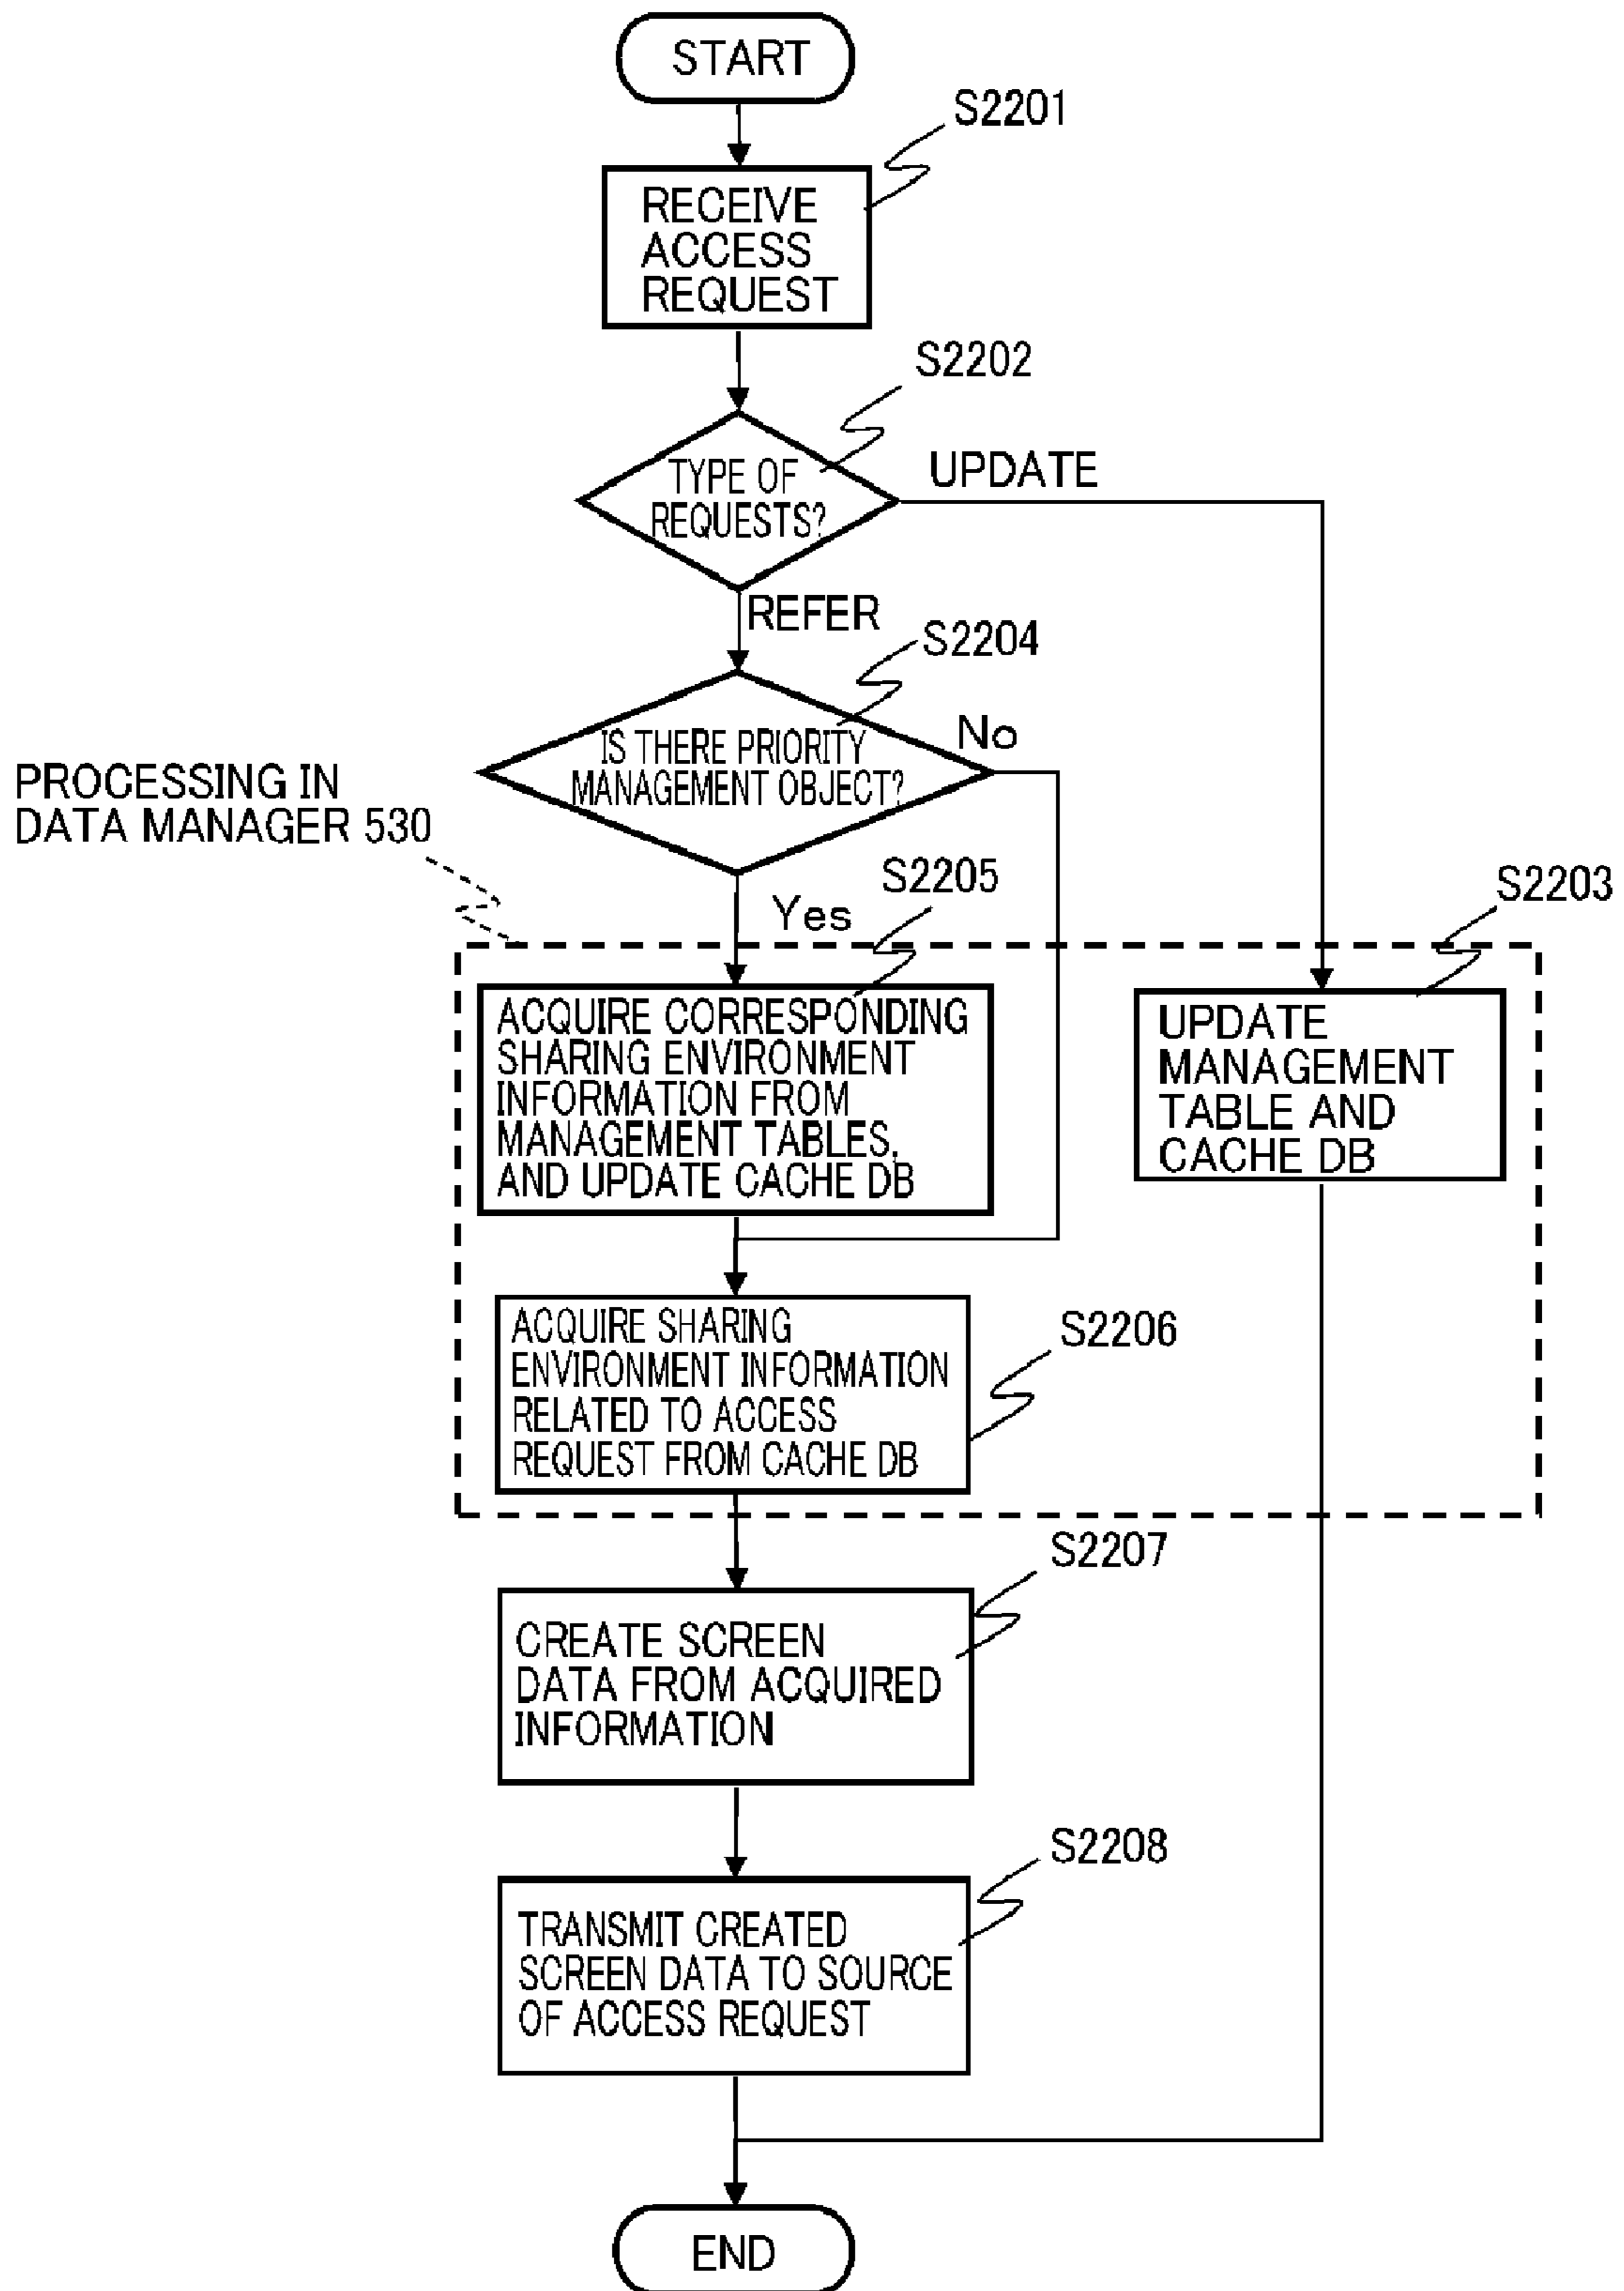 START
S2201
RECEIVE
ACCESS
REQUEST
S2202
TYPE OF
REQUESTS?
UPDATE
REFER
S2204
IS THERE PRIORITY
MANAGEMENT OBJECT?
No
PROCESSING IN
DATA MANAGER 530
Yes
S2205
S2203
ACQUIRE CORRESPONDING
SHARING ENVIRONMENT
INFORMATION FROM
MANAGEMENT TABLES,
AND UPDATE CACHE DB
UPDATE
MANAGEMENT
TABLE AND
CACHE DB
ACQUIRE SHARING
ENVIRONMENT INFORMATION
RELATED TO ACCESS
REQUEST FROM CACHE DB
S2206
S2207
CREATE SCREEN
DATA FROM ACQUIRED
INFORMATION
S2208
TRANSMIT CREATED
SCREEN DATA TO SOURCE
OF ACCESS REQUEST
END